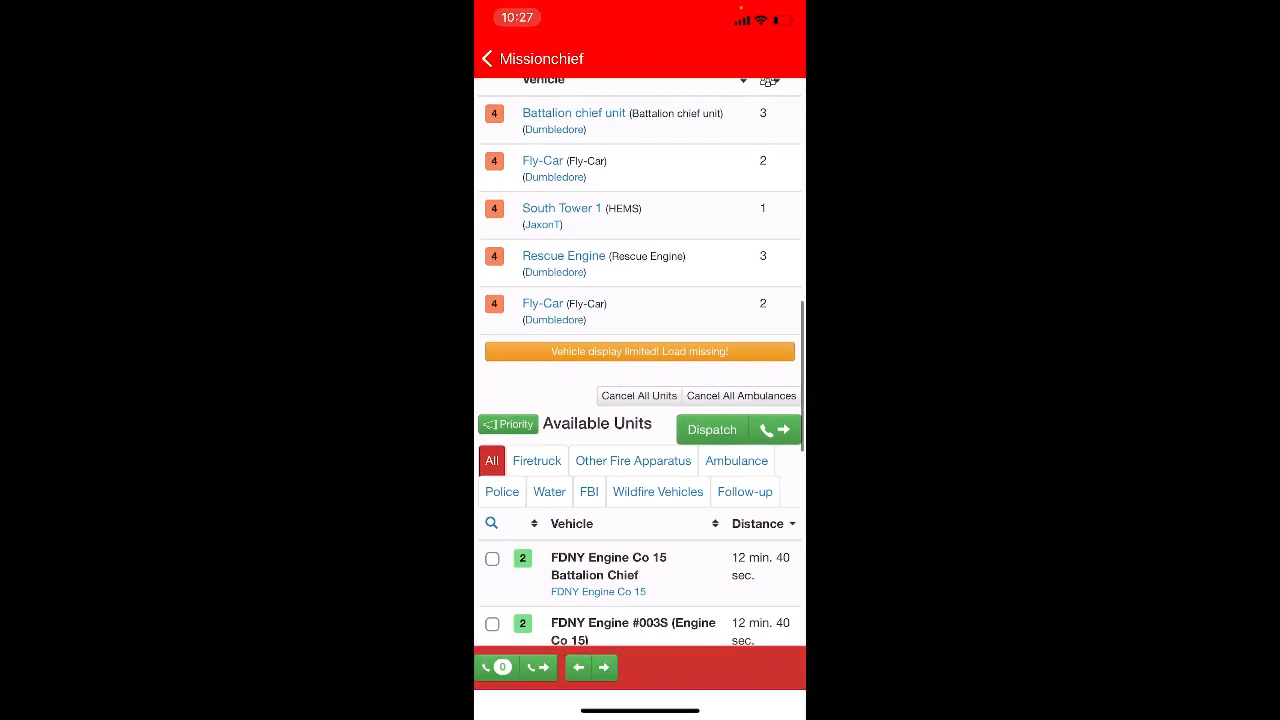 10:27
Missionchief
Vehicle
4 Battalion chief unit (Battalion chief unit) 3
(Dumbledore)
4 Fly-Car (Fly-Car) 2
(Dumbledore)
4 South Tower 1 (HEMS) 1
(JaxonT)
4 Rescue Engine (Rescue Engine) 3
(Dumbledore)
4 Fly-Car (Fly-Car) 2
(Dumbledore)
Vehicle display limited! Load missing!
Cancel All Units Cancel All Ambulances
Priority Available Units Dispatch
All Firetruck Other Fire Apparatus Ambulance
Police Water FBI Wildfire Vehicles Follow-up
Vehicle Distance
2 FDNY Engine Co 15 12 min. 40
Battalion Chief sec.
FDNY Engine Co 15
2 FDNY Engine #003S (Engine 12 min. 40
Co 15) sec.
0